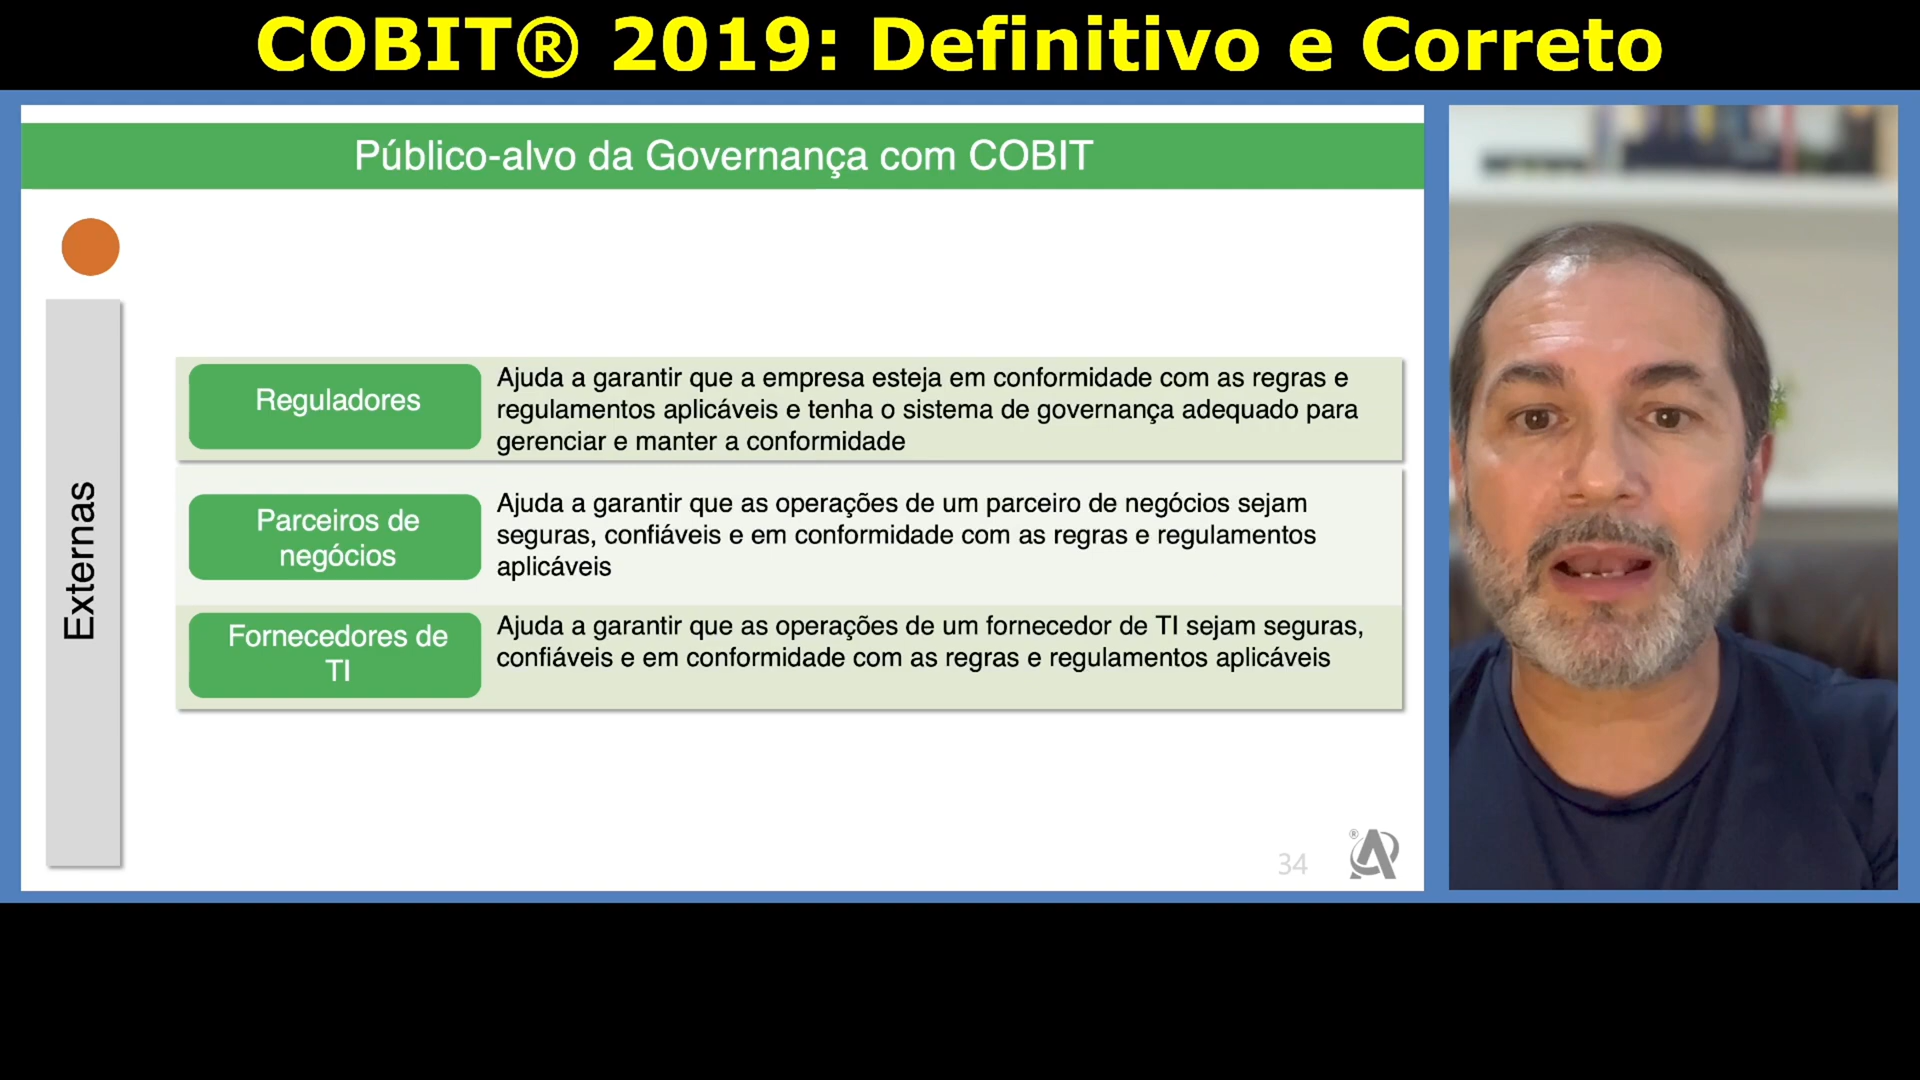 COBIT® 2019: Definitivo e Correto
Público-alvo da Governança com COBIT
Externas
Reguladores
Ajuda a garantir que a empresa esteja em conformidade com as regras e
regulamentos aplicáveis e tenha o sistema de governança adequado para
gerenciar e manter a conformidade
Parceiros de
negócios
Ajuda a garantir que as operações de um parceiro de negócios sejam
seguras, confiáveis e em conformidade com as regras e regulamentos
aplicáveis
Fornecedores de
TI
Ajuda a garantir que as operações de um fornecedor de TI sejam seguras,
confiáveis e em conformidade com as regras e regulamentos aplicáveis
34
® A